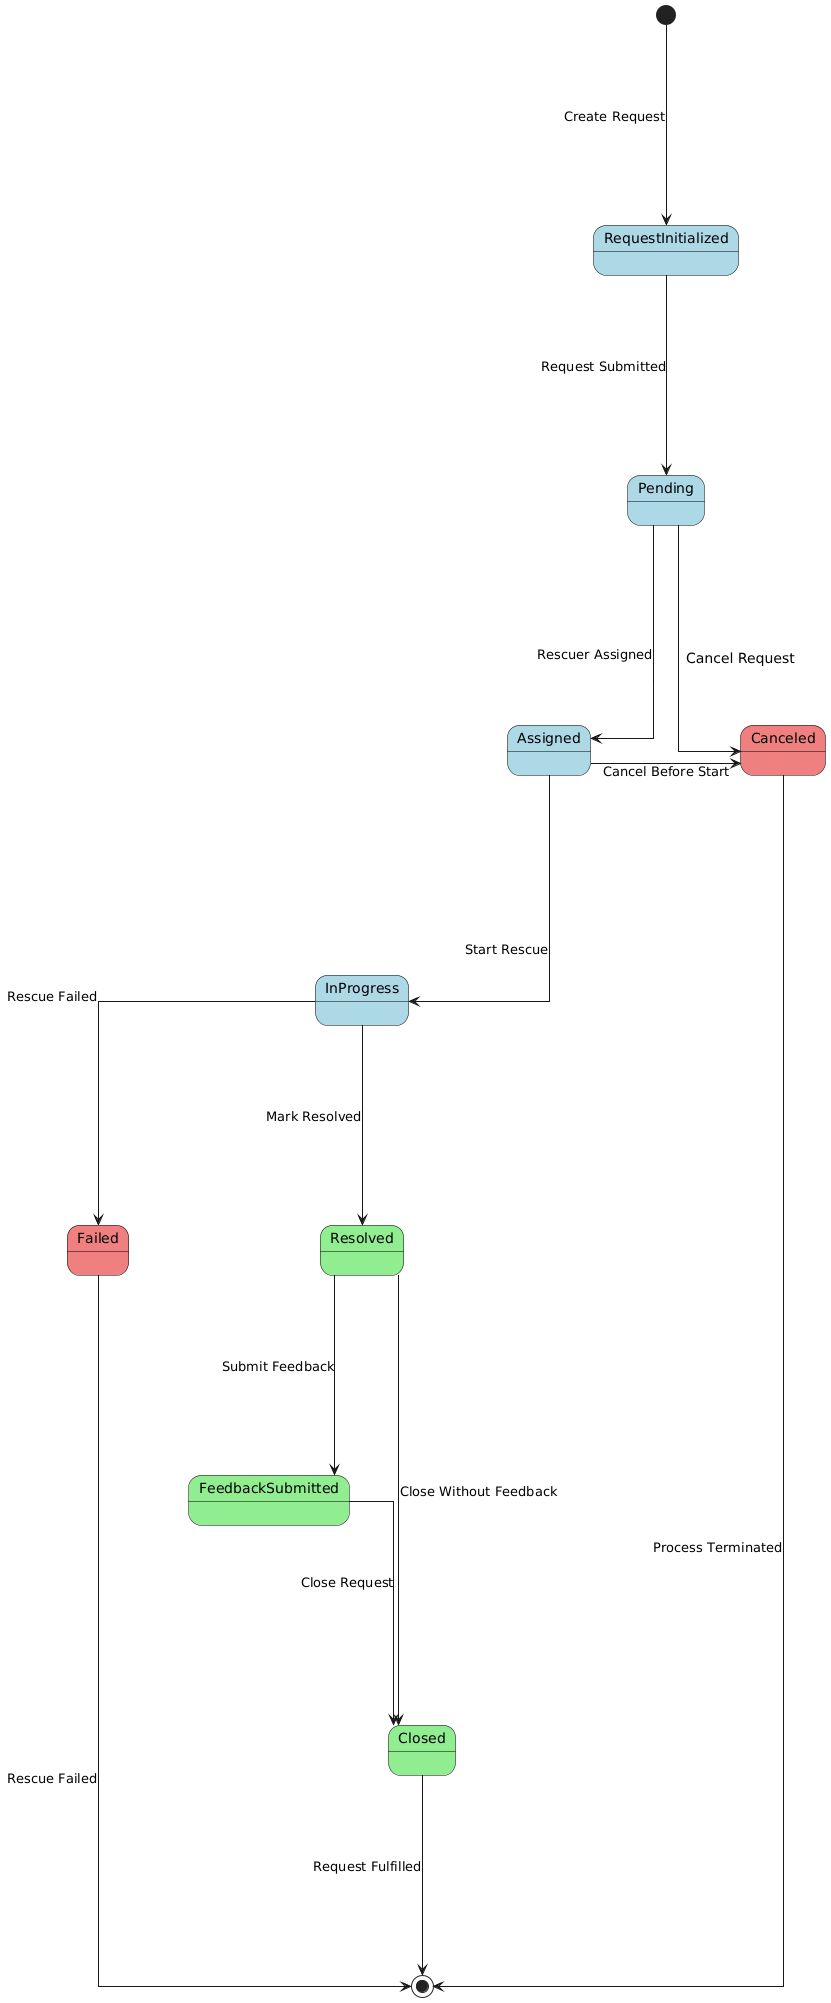 Create Request
RequestInitialized
Request Submitted
Pending
Rescuer Assigned
Cancel Request
Assigned
Canceled
Cancel Before Start
Start Rescue
InProgress
Rescue Failed
Mark Resolved
Failed
Resolved
Submit Feedback
FeedbackSubmitted
Close Without Feedback
Process Terminated
Close Request
Closed
Rescue Failed
Request Fulfilled